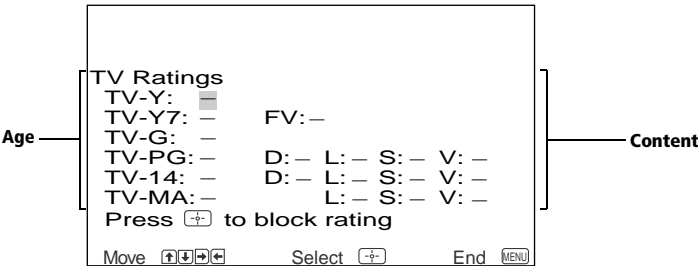 TV Ratings
TV-Y: –
TV-Y7: – FV: –
TV-G: –
TV-PG: – D: – L: – S: – V: –
TV-14: – D: – L: – S: – V: –
TV-MA: – L: – S: – V: –
Press to block rating
Move Select End MENU
Age
Content